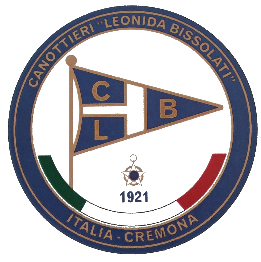 CANOTTIERI "LEONIDA BISSOLATI"
C
B
L
1921
ITALIA - CREMONA